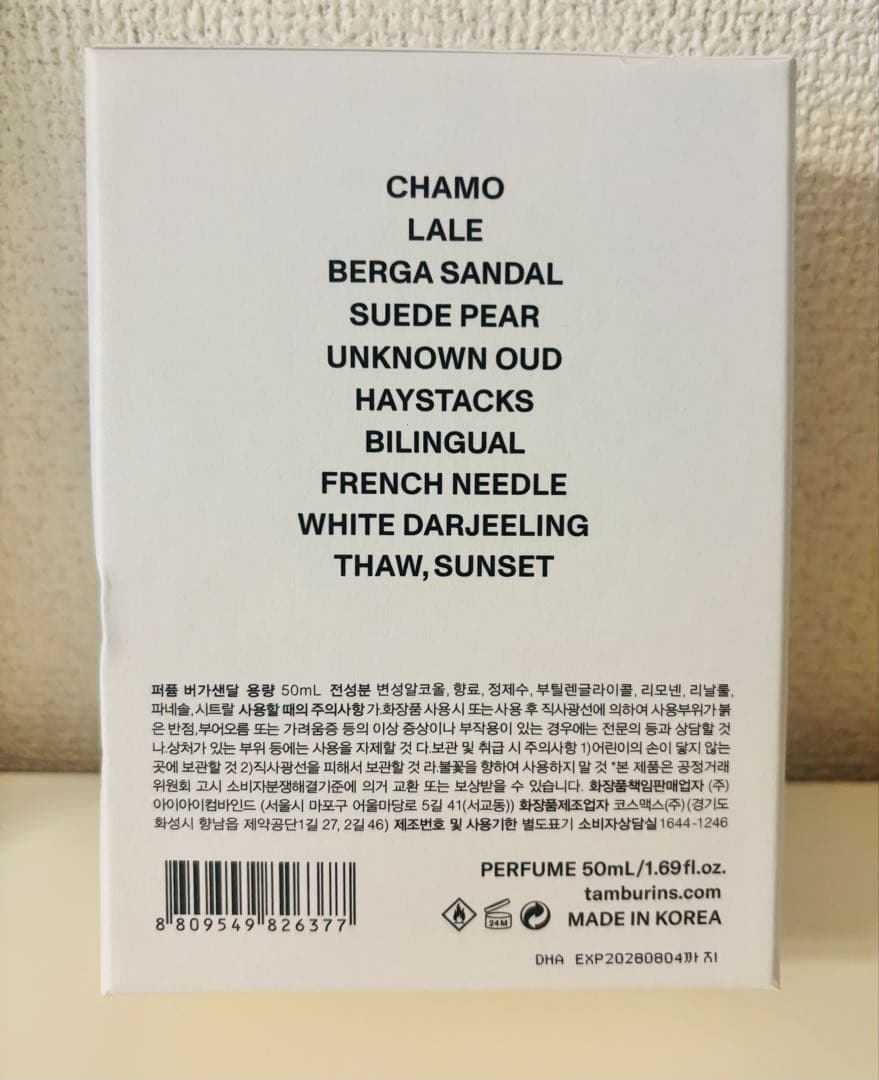 CHAMO
LALE
BERGA SANDAL
SUEDE PEAR
UNKNOWN OUD
HAYSTACKS
BILINGUAL
FRENCH NEEDLE
WHITE DARJEELING
THAW, SUNSET
퍼퓸 버가샌달 용량 50mL 전성분 변성알코올, 향료, 정제수, 부틸렌글라이콜, 리모넨, 리날룰,
파네솔, 시트랄 사용할 때의 주의사항 가.화장품 사용 시 또는 사용 후 직사광선에 의하여 사용부위가 붉
은 반점, 부어오름 또는 가려움증 등의 이상 증상이나 부작용이 있는 경우에는 전문의 등과 상담할 것
나.상처가 있는 부위 등에는 사용을 자제할 것 다.보관 및 취급 시 주의사항 1)어린이의 손이 닿지 않는
곳에 보관할 것 2)직사광선을 피해서 보관할 것 라.불꽃을 향하여 사용하지 말 것 *본 제품은 공정거래
위원회 고시 소비자분쟁해결기준에 의거 교환 또는 보상받을 수 있습니다. 화장품책임판매업자 (주)
아이아이컴바인드 (서울시 마포구 어울마당로 5길 41(서교동)) 화장품제조업자 코스맥스(주)(경기도
화성시 향남읍 제약공단1길 27, 2길 46) 제조번호 및 사용기한 별도표기 소비자상담실 1644-1246
PERFUME 50mL/1.69fl.oz.
tamburins.com
24M
MADE IN KOREA
8 809549 826377
DHA EXP20280804까지